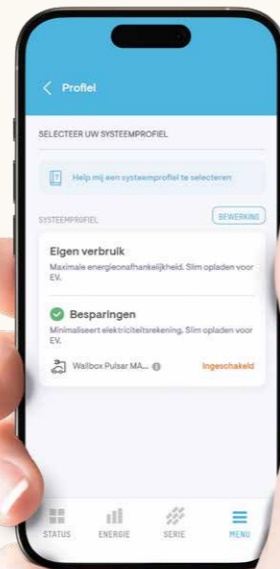 Profiel
SELECTEER UW SYSTEEMPROFIEL
Help mij een systeemprofiel te selecteren
SYSTEEMPROFIEL
BEWERKING
Eigen verbruik
Maximale energieonafhankelijkheid. Slim opladen voor
EV.
Besparingen
Minimaliseert elektriciteitsrekening. Slim opladen voor
EV.
Wallbox Pulsar MA...
Ingeschakeld
STATUS
ENERGIE
SERIE
MENU